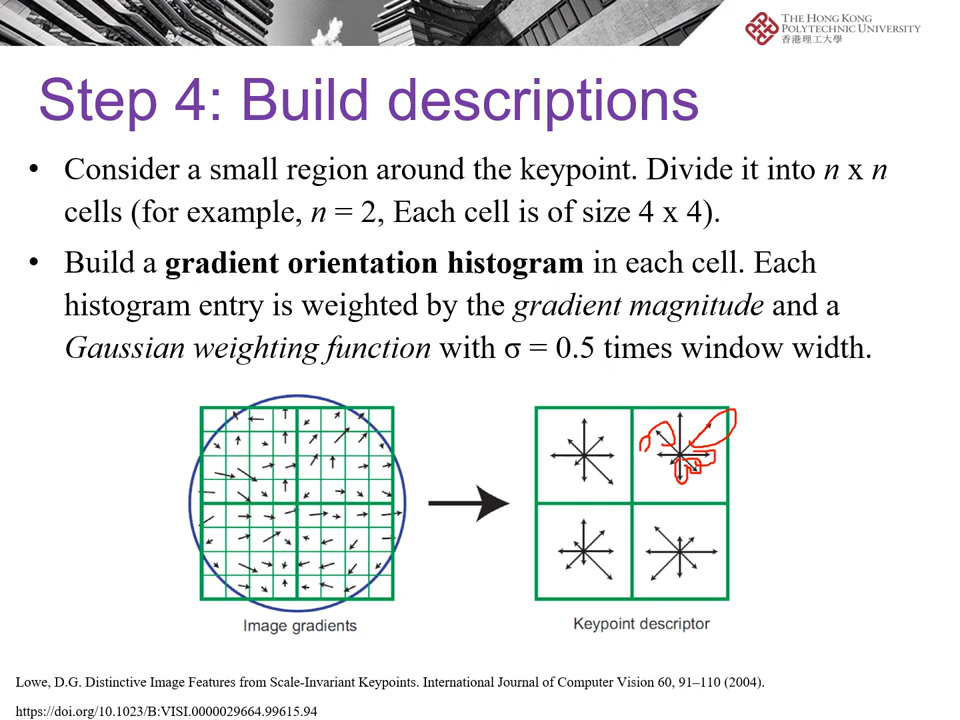 THE HONG KONG
POLYTECHNIC UNIVERSITY
香港理工大學
Step 4: Build descriptions
• Consider a small region around the keypoint. Divide it into n x n
cells (for example, n = 2, Each cell is of size 4 x 4).
• Build a gradient orientation histogram in each cell. Each
histogram entry is weighted by the gradient magnitude and a
Gaussian weighting function with σ = 0.5 times window width.
Image gradients
Keypoint descriptor
Lowe, D.G. Distinctive Image Features from Scale-Invariant Keypoints. International Journal of Computer Vision 60, 91–110 (2004).
https://doi.org/10.1023/B:VISI.0000029664.99615.94